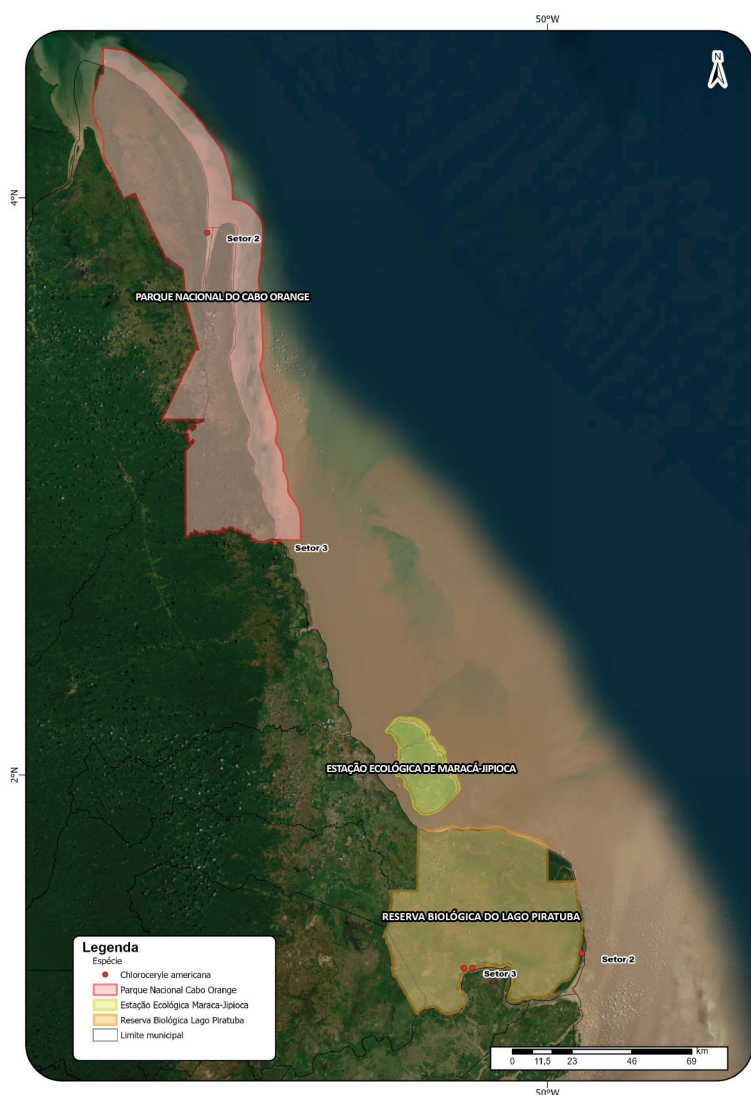 50°W
N
4°N
Setor 2
PARQUE NACIONAL DO CABO ORANGE
Setor 3
2°N
ESTAÇÃO ECOLÓGICA DE MARACÁ-JIPIOCA
RESERVA BIOLÓGICA DO LAGO PIRATUBA
Setor 2
Setor 3
Legenda
Espécie
Chloroceryle americana
Parque Nacional Cabo Orange
Estação Ecológica Maraca-Jipioca
Reserva Biológica Lago Piratuba
Limite municipal
km
0 11,5 23 46 69
50°W